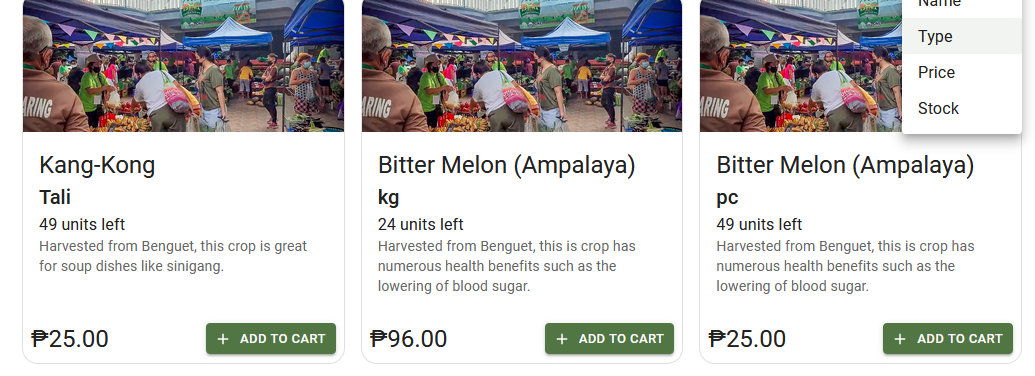 Name
Type
Price
Stock
ARING
ARING
ARING
Kang-Kong
Tali
49 units left
Harvested from Benguet, this crop is great
for soup dishes like sinigang.
₱25.00
+ ADD TO CART
Bitter Melon (Ampalaya)
kg
24 units left
Harvested from Benguet, this is crop has
numerous health benefits such as the
lowering of blood sugar.
₱96.00
+ ADD TO CART
Bitter Melon (Ampalaya)
pc
49 units left
Harvested from Benguet, this is crop has
numerous health benefits such as the
lowering of blood sugar.
₱25.00
+ ADD TO CART